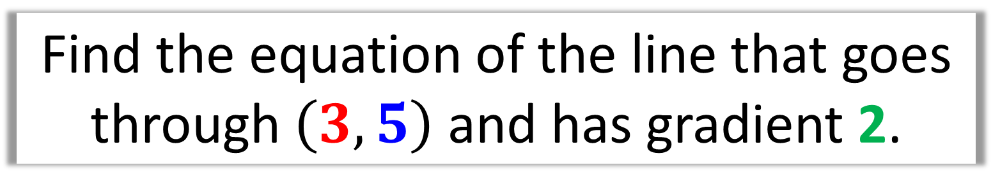 Find the equation of the line that goes
through (3, 5) and has gradient 2.